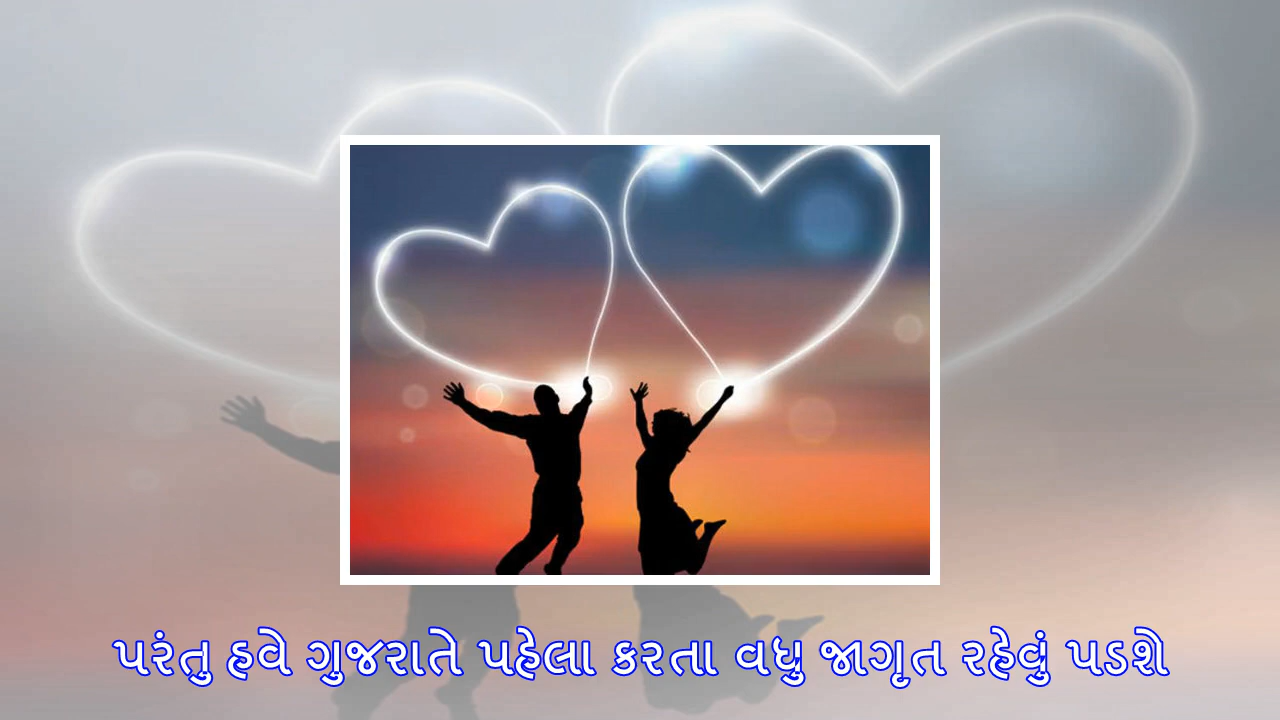 પરંતુ હવે ગુજરાતે પહેલા કરતા વધુ જાગૃત રહેવું પડશે